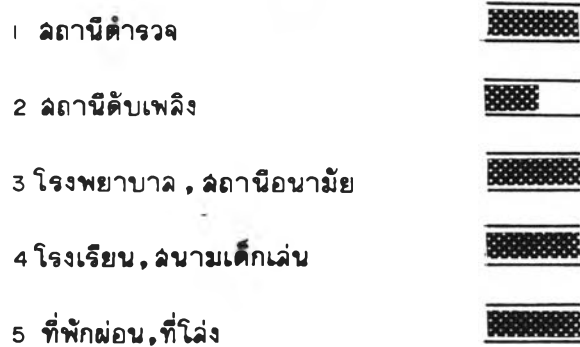 1 สถานีตำรวจ
2 สถานีดับเพลิง
3 โรงพยาบาล , สถานีอนามัย
4 โรงเรียน , สนามเด็กเล่น
5 ที่พักผ่อน , ที่โล่ง